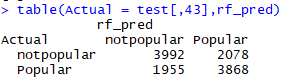 > table(Actual = test[,43],rf_pred)
rf_pred
Actual notpopular Popular
notpopular 3992 2078
Popular 1955 3868